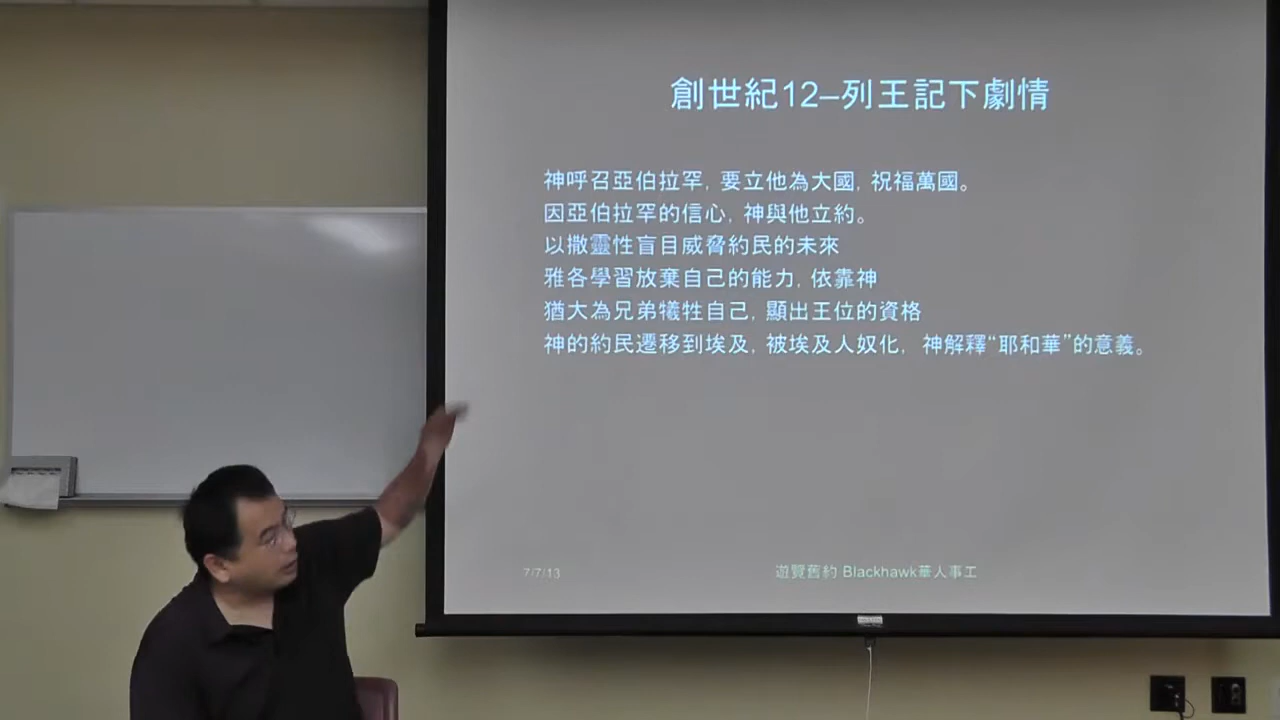 創世紀12–列王記下劇情
神呼召亞伯拉罕, 要立他為大國, 祝福萬國。
因亞伯拉罕的信心, 神與他立約。
以撒靈性盲目威脅約民的未來
雅各學習放棄自己的能力, 依靠神
猶大為兄弟犧牲自己, 顯出王位的資格
神的約民遷移到埃及, 被埃及人奴化, 神解釋“耶和華”的意義。
7/7/13
遊覽舊約 Blackhawk華人事工